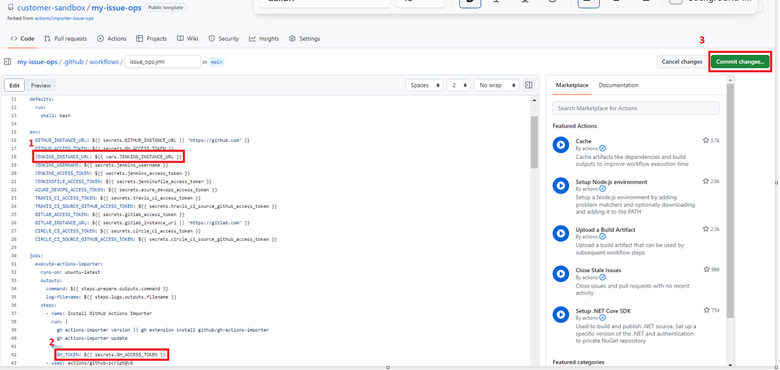 customer-sandbox / my-issue-ops Public template
forked from actions/importer-issue-ops
Code Pull requests Actions Projects Wiki Security Insights Settings
3
my-issue-ops / .github / workflows / issue_ops.yml in main Cancel changes Commit changes...
Edit Preview Spaces 2 No wrap
11 defaults:
12 run:
13 shell: bash
14
15 env:
16 GITHUB_INSTANCE_URL: ${{ secrets.GITHUB_INSTANCE_URL || 'https://github.com' }}
1
17 GITHUB_ACCESS_TOKEN: ${{ secrets.GH_ACCESS_TOKEN }}
18 JENKINS_INSTANCE_URL: ${{ vars.JENKINS_INSTANCE_URL }}
19 JENKINS_USERNAME: ${{ secrets.jenkins_username }}
20 JENKINS_ACCESS_TOKEN: ${{ secrets.jenkins_access_token }}
21 JENKINSFILE_ACCESS_TOKEN: ${{ secrets.jenkinsfile_access_token }}
22 AZURE_DEVOPS_ACCESS_TOKEN: ${{ secrets.azure_devops_access_token }}
23 TRAVIS_CI_ACCESS_TOKEN: ${{ secrets.travis_ci_access_token }}
24 TRAVIS_CI_SOURCE_GITHUB_ACCESS_TOKEN: ${{ secrets.travis_ci_source_github_access_token }}
25 GITLAB_ACCESS_TOKEN: ${{ secrets.gitlab_access_token }}
26 GITLAB_INSTANCE_URL: ${{ secrets.gitlab_instance_url || 'https://gitlab.com' }}
27 CIRCLE_CI_ACCESS_TOKEN: ${{ secrets.circle_ci_access_token }}
28 CIRCLE_CI_SOURCE_GITHUB_ACCESS_TOKEN: ${{ secrets.circle_ci_source_github_access_token }}
29
30 jobs:
31 execute-actions-importer:
32 runs-on: ubuntu-latest
33 outputs:
34 command: ${{ steps.prepare.outputs.command }}
35 log-filename: ${{ steps.logs.outputs.filename }}
36 steps:
37 - name: Install GitHub Actions Importer
38 run: |
39 gh actions-importer version || gh extension install github/gh-actions-importer
40 gh actions-importer update
2
41 env:
42 GH_TOKEN: ${{ secrets.GH_ACCESS_TOKEN }}
43 - uses: actions/github-script@v6
Marketplace Documentation
Search Marketplace for Actions
Featured Actions
Cache 3.7k
By actions
Cache artifacts like dependencies and build
outputs to improve workflow execution time
Setup Node.js environment
By actions
Setup a Node.js environment by adding
problem matchers and optionally downloading
and adding it to the PATH
Upload a Build Artifact 2.3k
By actions
Upload a build artifact that can be used by
subsequent workflow steps
Close Stale Issues
By actions
Close issues and pull requests with no recent
activity
Setup .NET Core SDK 754
By actions
Used to build and publish .NET source. Set up a
specific version of the .NET and authentication
to private NuGet repository
Featured categories